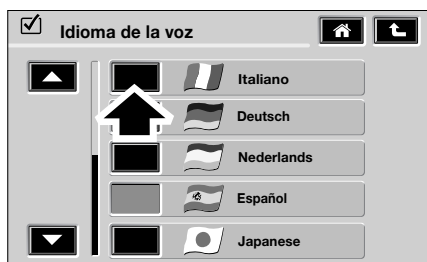 Idioma de la voz
Italiano
Deutsch
Nederlands
Español
Japanese